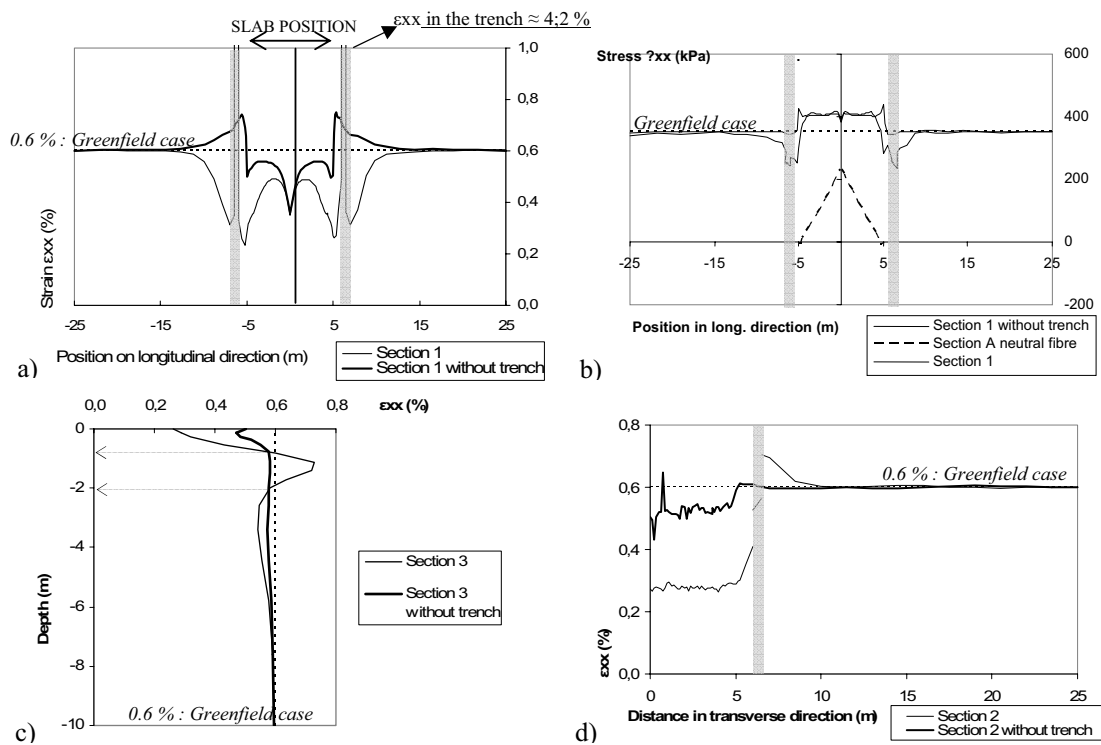 εxx in the trench ≈ 4;2 %
SLAB POSITION
a)
1,0
0,8
0.6 % : Greenfield case
0,6
0,4
0,2
0,0
Strain εxx (%)
-25
-15
-5
5
15
25
Position on longitudinal direction (m)
Section 1
Section 1 without trench
a)
Stress ?xx (kPa)
600
Greenfield case
400
200
0
-200
-25
-15
-5
5
15
25
Position in long. direction (m)
Section 1 without trench
Section A neutral fibre
Section 1
b)
0,0
0,2
0,4
0,6
0,8
εxx (%)
0
-2
-4
-6
-8
-10
Depth (m)
Section 3
Section 3
without trench
0.6 % : Greenfield case
c)
0,8
0.6 % : Greenfield case
0,6
0,4
0,2
0,0
εxx (%)
0
5
10
15
20
25
Distance in transverse direction (m)
Section 2
Section 2 without trench
d)